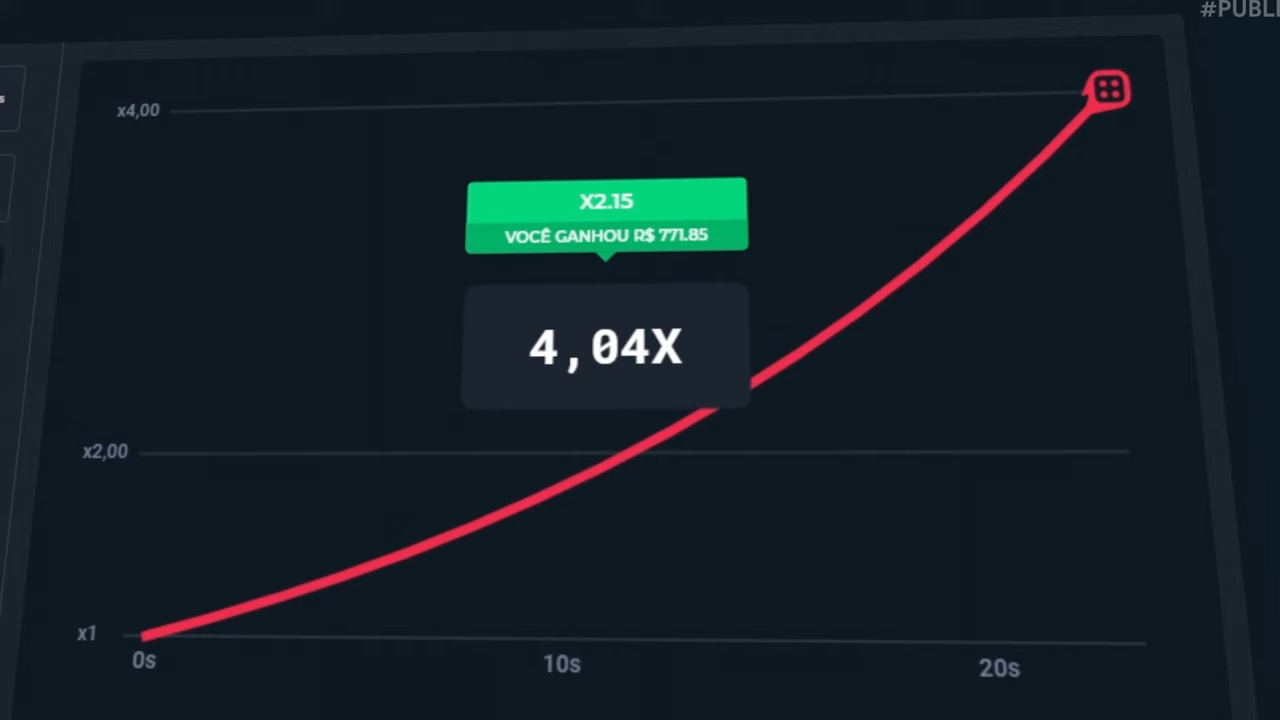 #PUBLI
x4,00
X2.15
VOCÊ GANHOU R$ 771.85
4,04X
x2,00
x1
0s
10s
20s